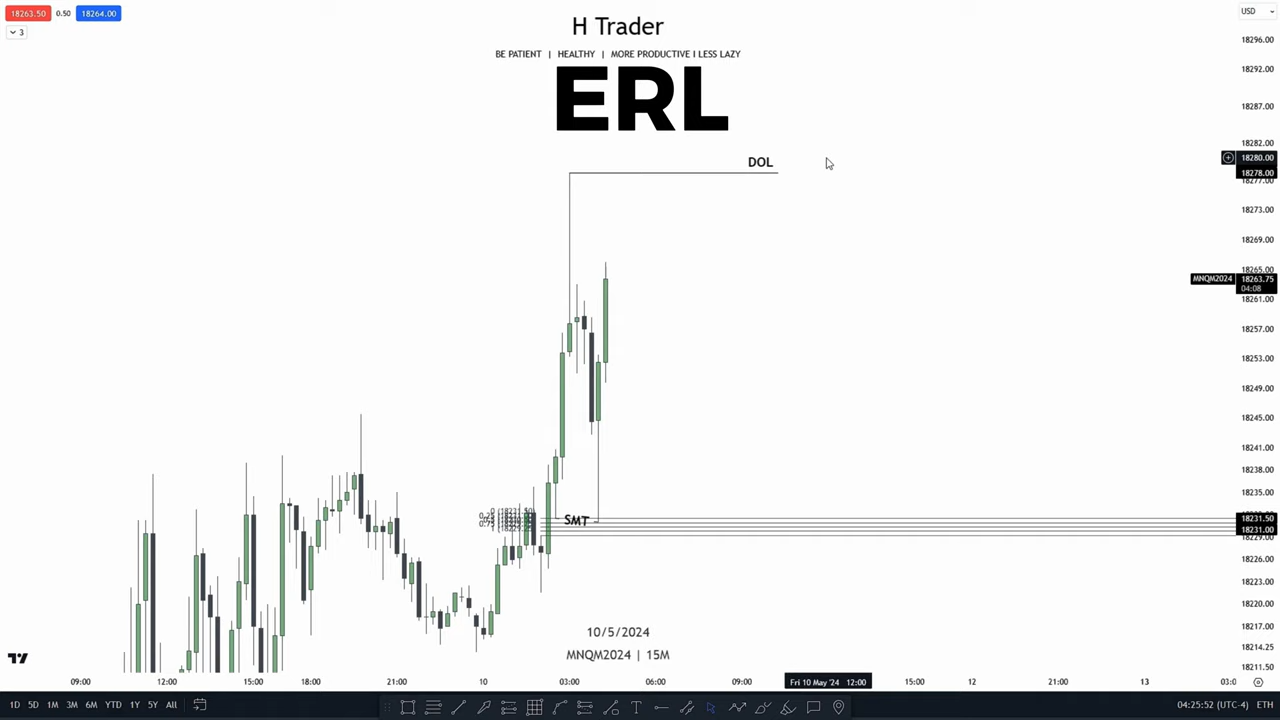 18263.50 0.50 18264.00
3
H Trader
BE PATIENT | HEALTHY | MORE PRODUCTIVE I LESS LAZY
ERL
DOL
SMT
10/5/2024
MNQM2024 | 15M
USD
18296.00
18292.00
18287.00
18282.00
18280.00
18278.00
18277.00
18273.00
18269.00
18265.00
MNQM2024 18263.75
04:08
18261.00
18257.00
18253.00
18249.00
18245.00
18241.00
18238.00
18235.00
18231.50
18231.00
18229.00
18226.00
18223.00
18220.00
18217.00
18214.25
18211.50
09:00 12:00 15:00 18:00 21:00 10 03:00 06:00 09:00 Fri 10 May '24 12:00 15:00 12 21:00 13 03:0
1D 5D 1M 3M 6M YTD 1Y 5Y All
04:25:52 (UTC-4) ETH